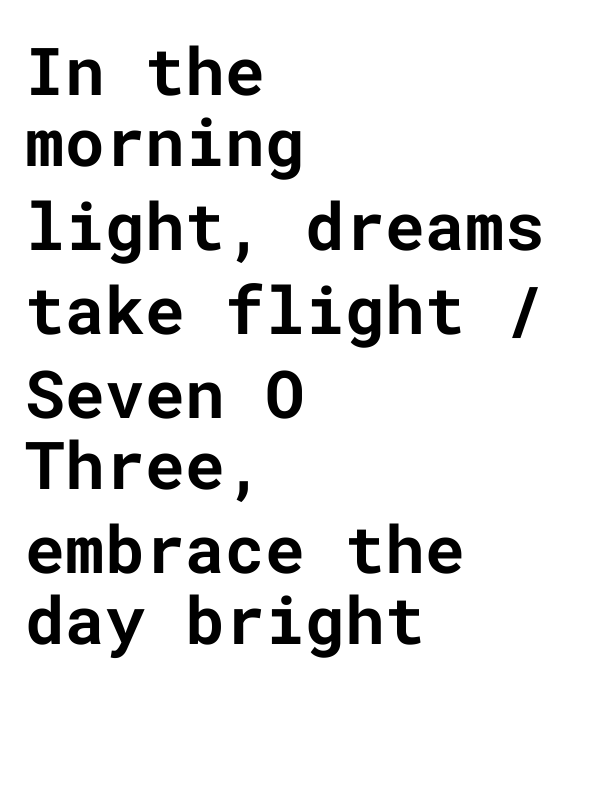 In the
morning
light, dreams
take flight /
Seven O
Three,
embrace the
day bright